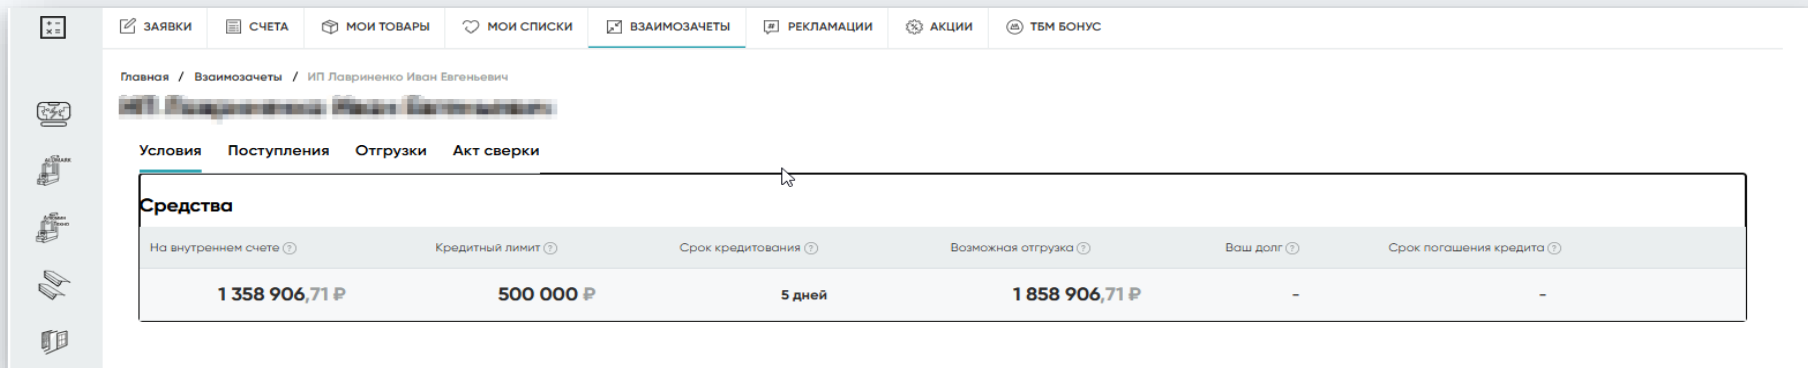 ЗАЯВКИ СЧЕТА МОИ ТОВАРЫ МОИ СПИСКИ ВЗАИМОЗАЧЕТЫ РЕКЛАМАЦИИ АКЦИИ ТБМ БОНУС
Главная / Взаимозачеты / ИП Лавриненко Иван Евгеньевич
Условия Поступления Отгрузки Акт сверки
Средства
На внутреннем счете ? Кредитный лимит ? Срок кредитования ? Возможная отгрузка ? Ваш долг ? Срок погашения кредита ?
1 358 906,71 ₽ 500 000 ₽ 5 дней 1 858 906,71 ₽ - -